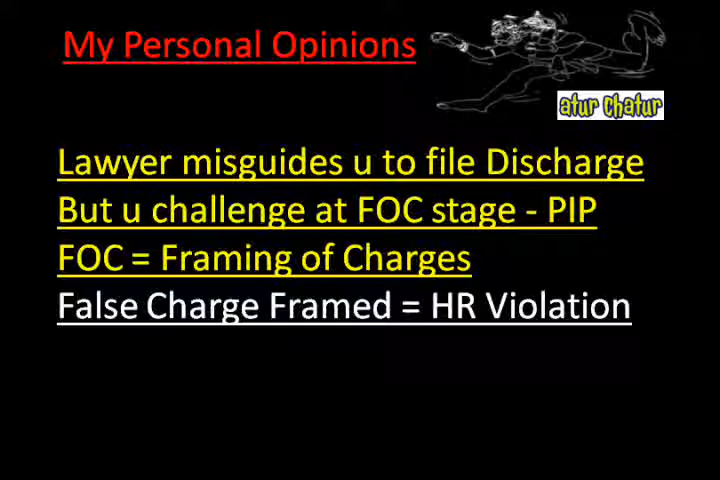 My Personal Opinions
atur chatur
Lawyer misguides u to file Discharge
But u challenge at FOC stage - PIP
FOC = Framing of Charges
False Charge Framed = HR Violation